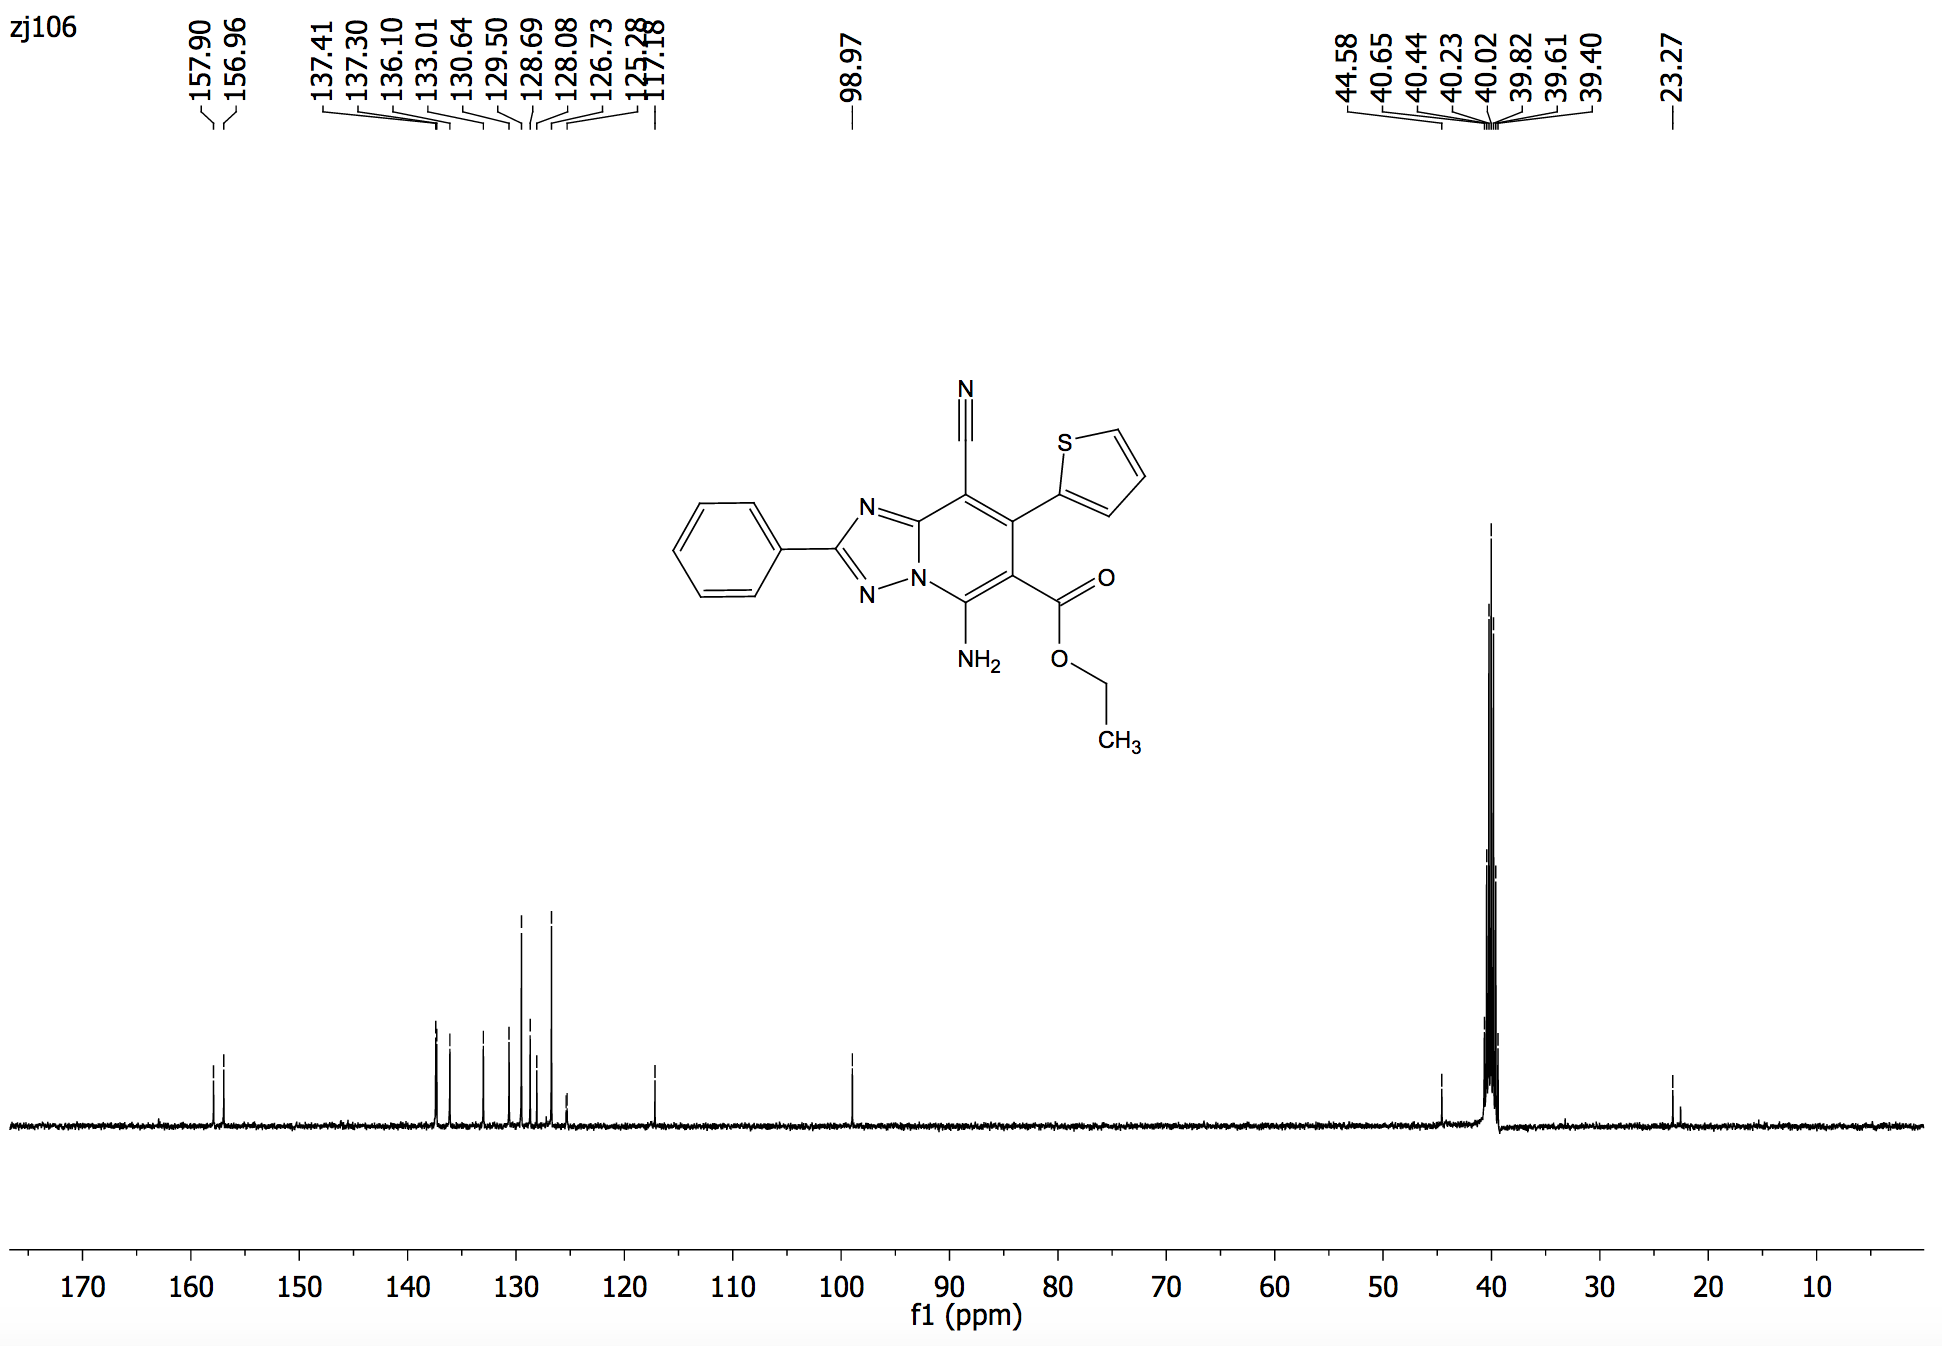 zj106
157.90
156.96
137.41
137.30
136.10
133.01
130.64
129.50
128.69
128.08
126.73
125.28
117.18
98.97
44.58
40.65
40.44
40.23
40.02
39.82
39.61
39.40
23.27
N
S
N
N
N
O
NH2
O
CH3
170 160 150 140 130 120 110 100 90 80 70 60 50 40 30 20 10
f1 (ppm)